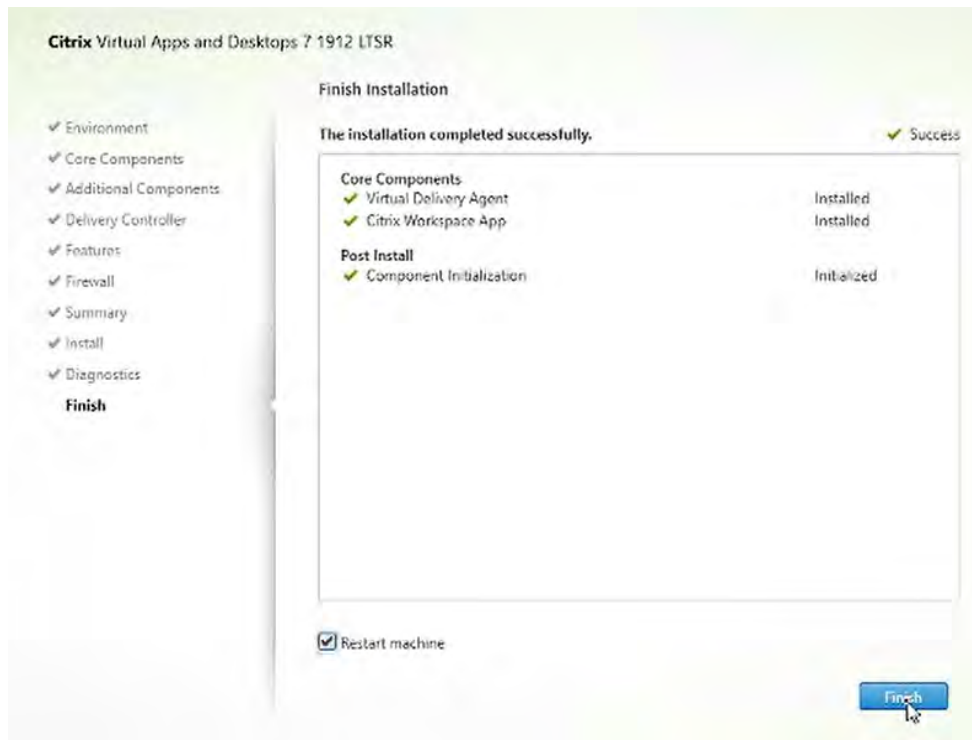 Citrix Virtual Apps and Desktops 7 1912 LTSR
Finish Installation
Environment
Core Components
Additional Components
Delivery Controller
Features
Firewall
Summary
Install
Diagnostics
Finish
The installation completed successfully. Success
Core Components
Virtual Delivery Agent Installed
Citrix Workspace App Installed
Post Install
Component Initialization Initialized
Restart machine
Finish